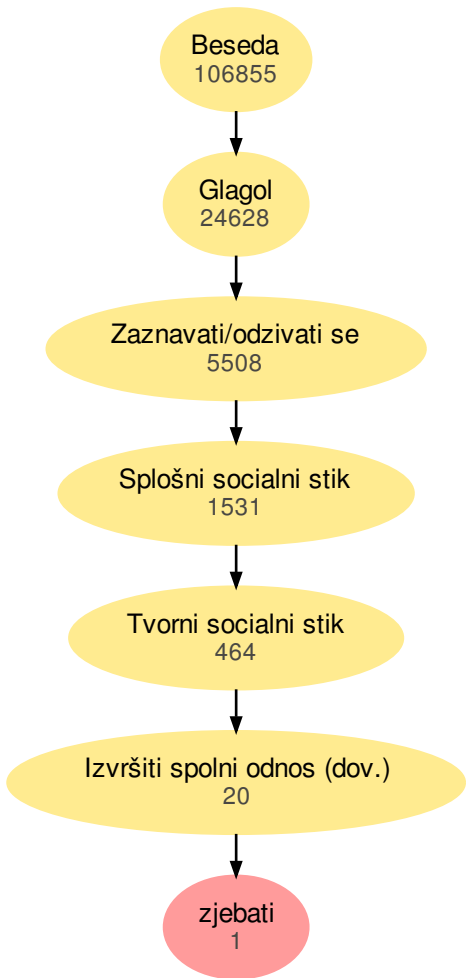 Beseda
106855
Glagol
24628
Zaznavati/odzivati se
5508
Splošni socialni stik
1531
Tvorni socialni stik
464
Izvršiti spolni odnos (dov.)
20
zjebati
1